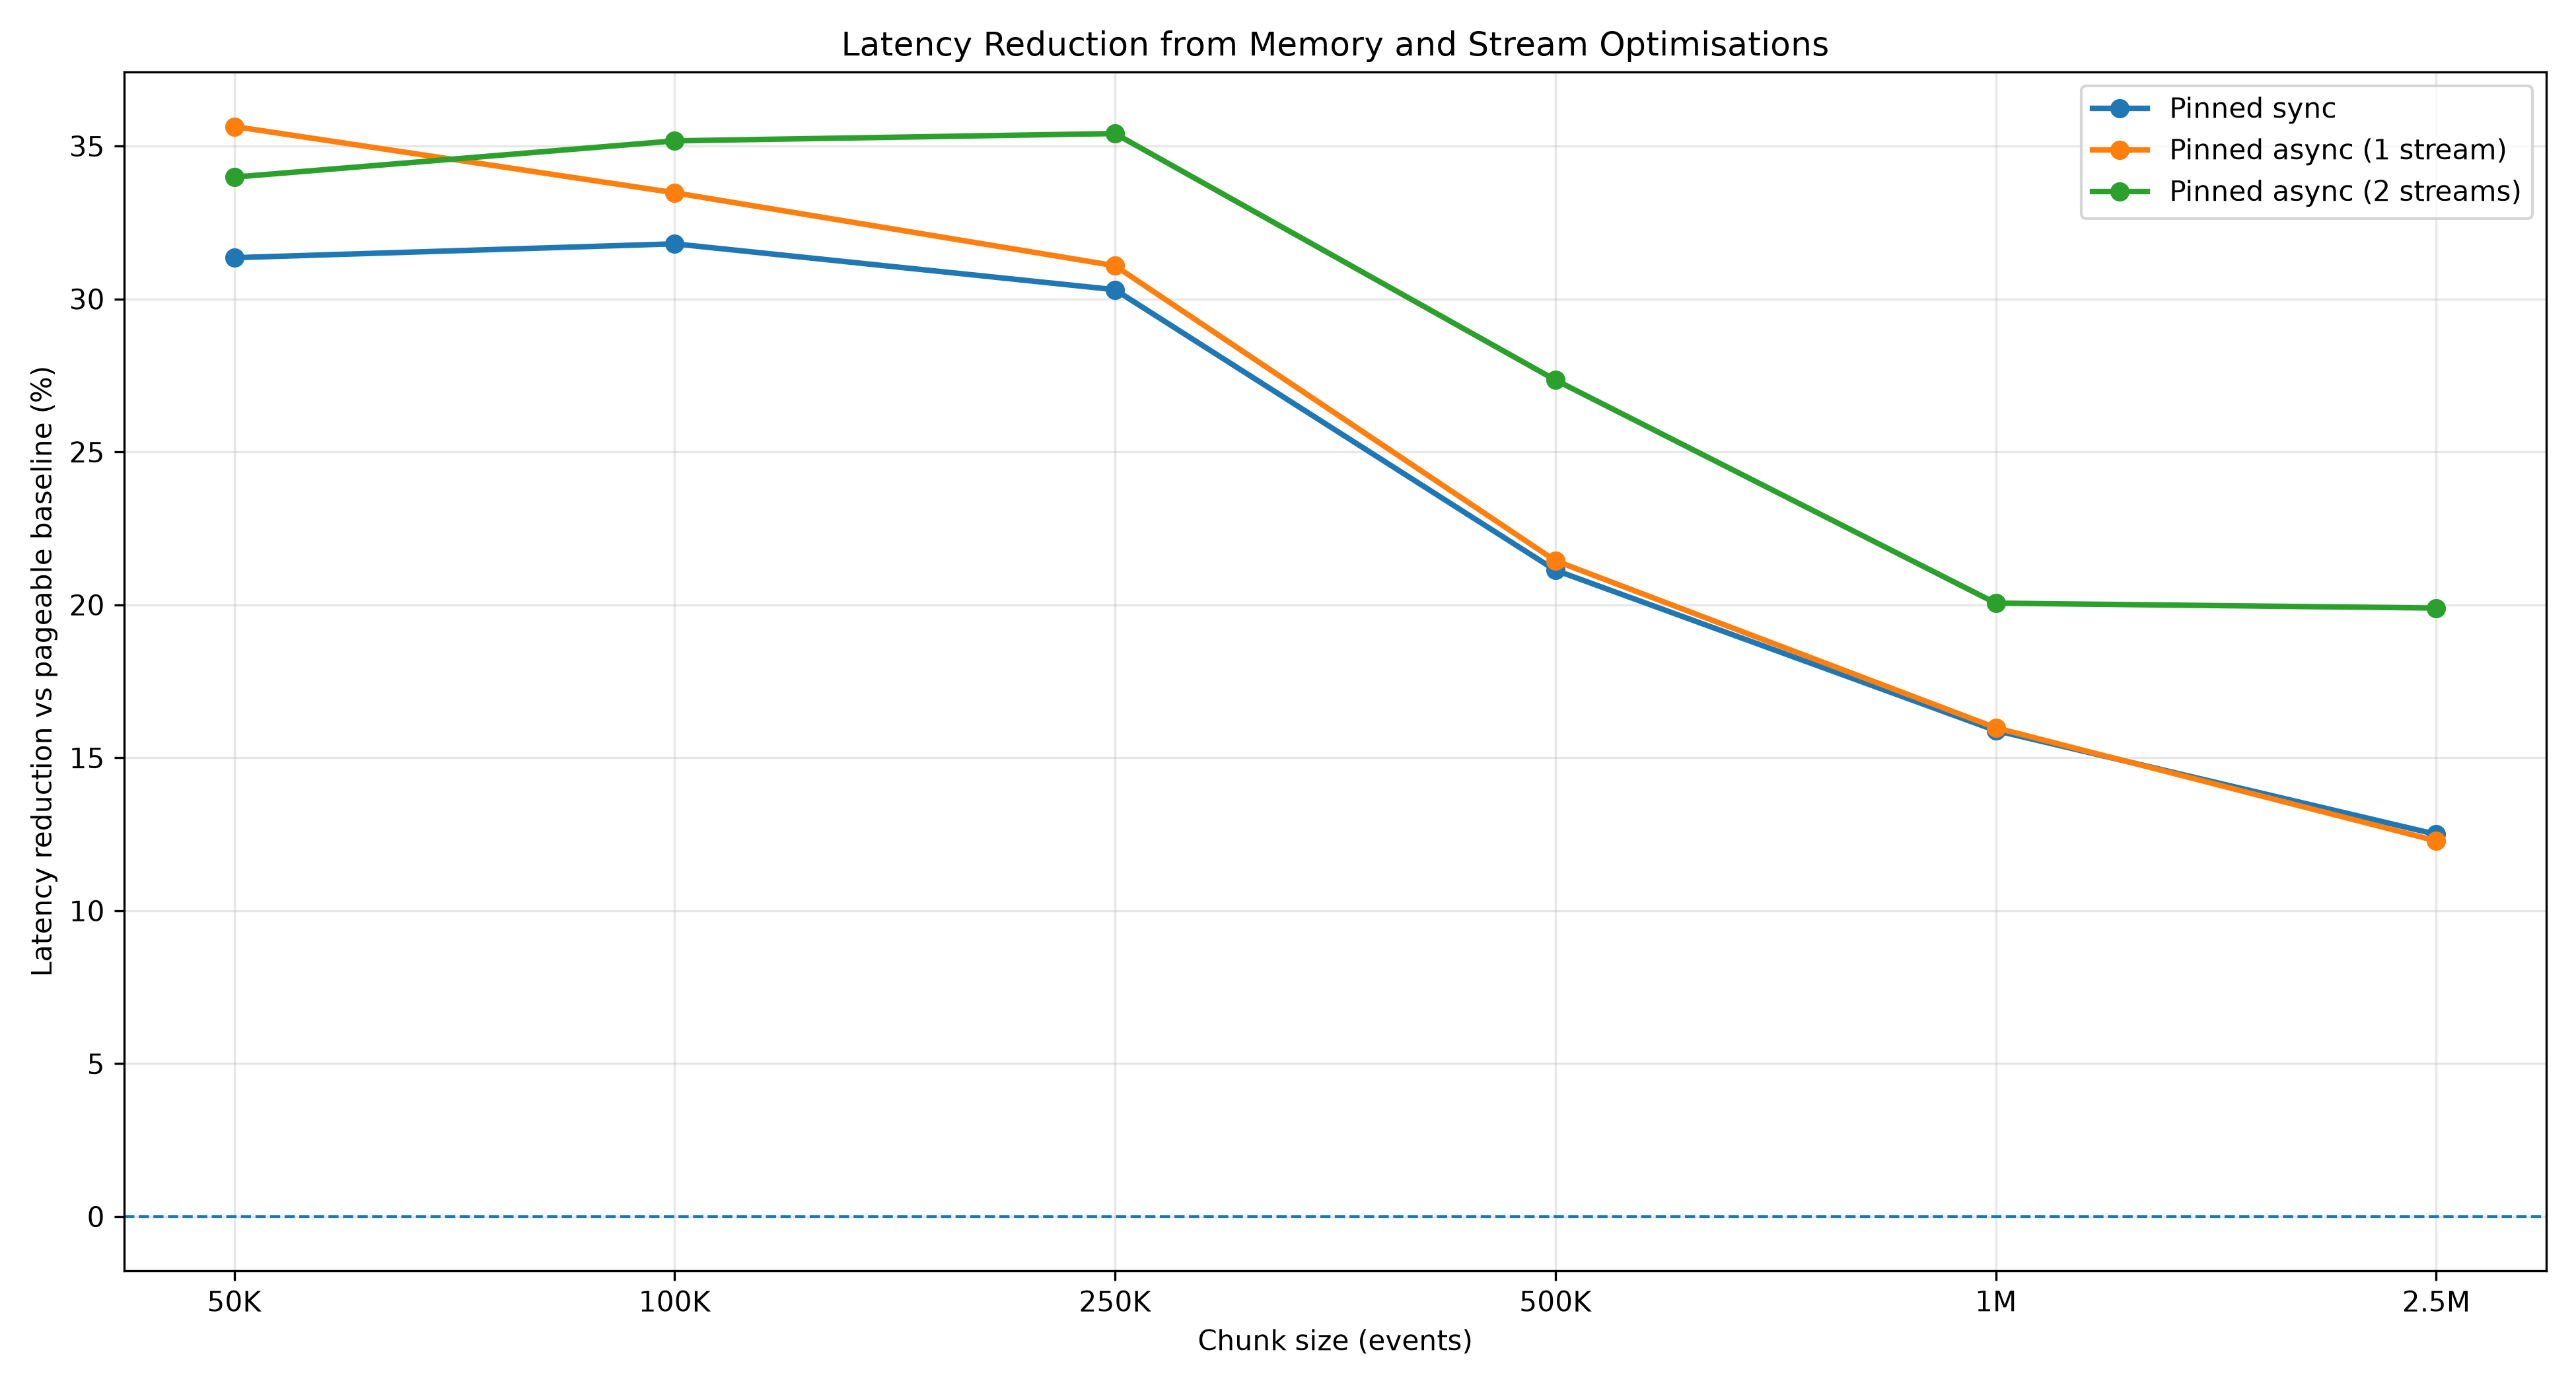 Latency Reduction from Memory and Stream Optimisations
Pinned sync
Pinned async (1 stream)
Pinned async (2 streams)
Latency reduction vs pageable baseline (%)
35
30
25
20
15
10
5
0
50K 100K 250K 500K 1M 2.5M
Chunk size (events)